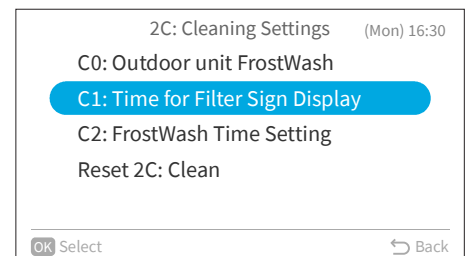 2C: Cleaning Settings (Mon) 16:30
C0: Outdoor unit FrostWash
C1: Time for Filter Sign Display
C2: FrostWash Time Setting
Reset 2C: Clean
OK Select Back